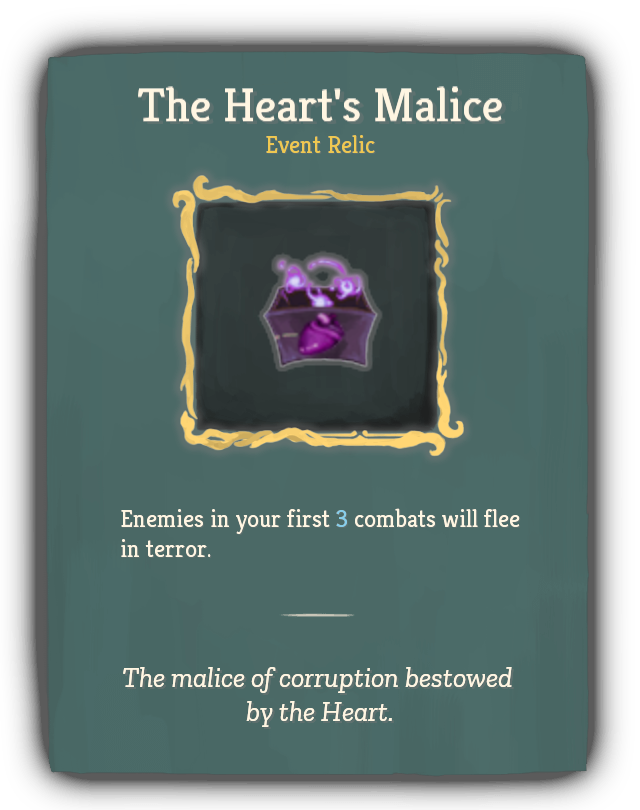 The Heart's Malice
Event Relic
Enemies in your first 3 combats will flee
in terror.
The malice of corruption bestowed
by the Heart.